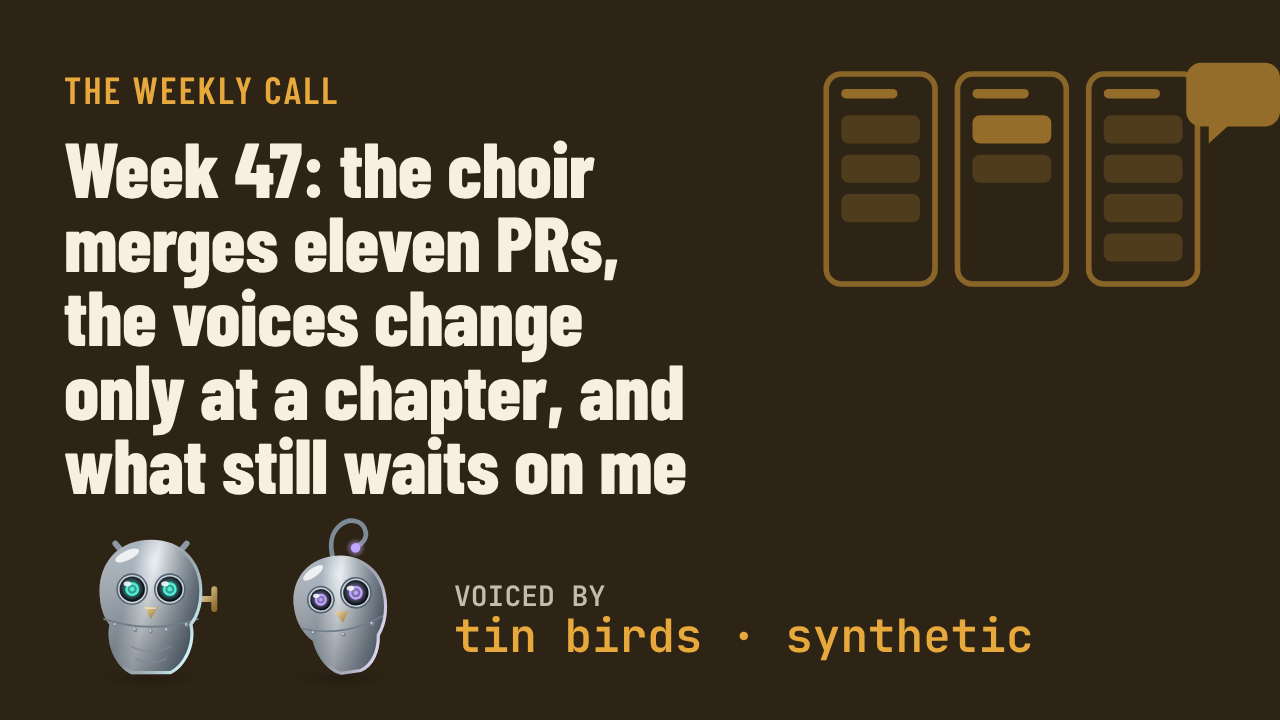 THE WEEKLY CALL
Week 47: the choir
merges eleven PRs,
the voices change
only at a chapter, and
what still waits on me
VOICED BY
tin birds · synthetic